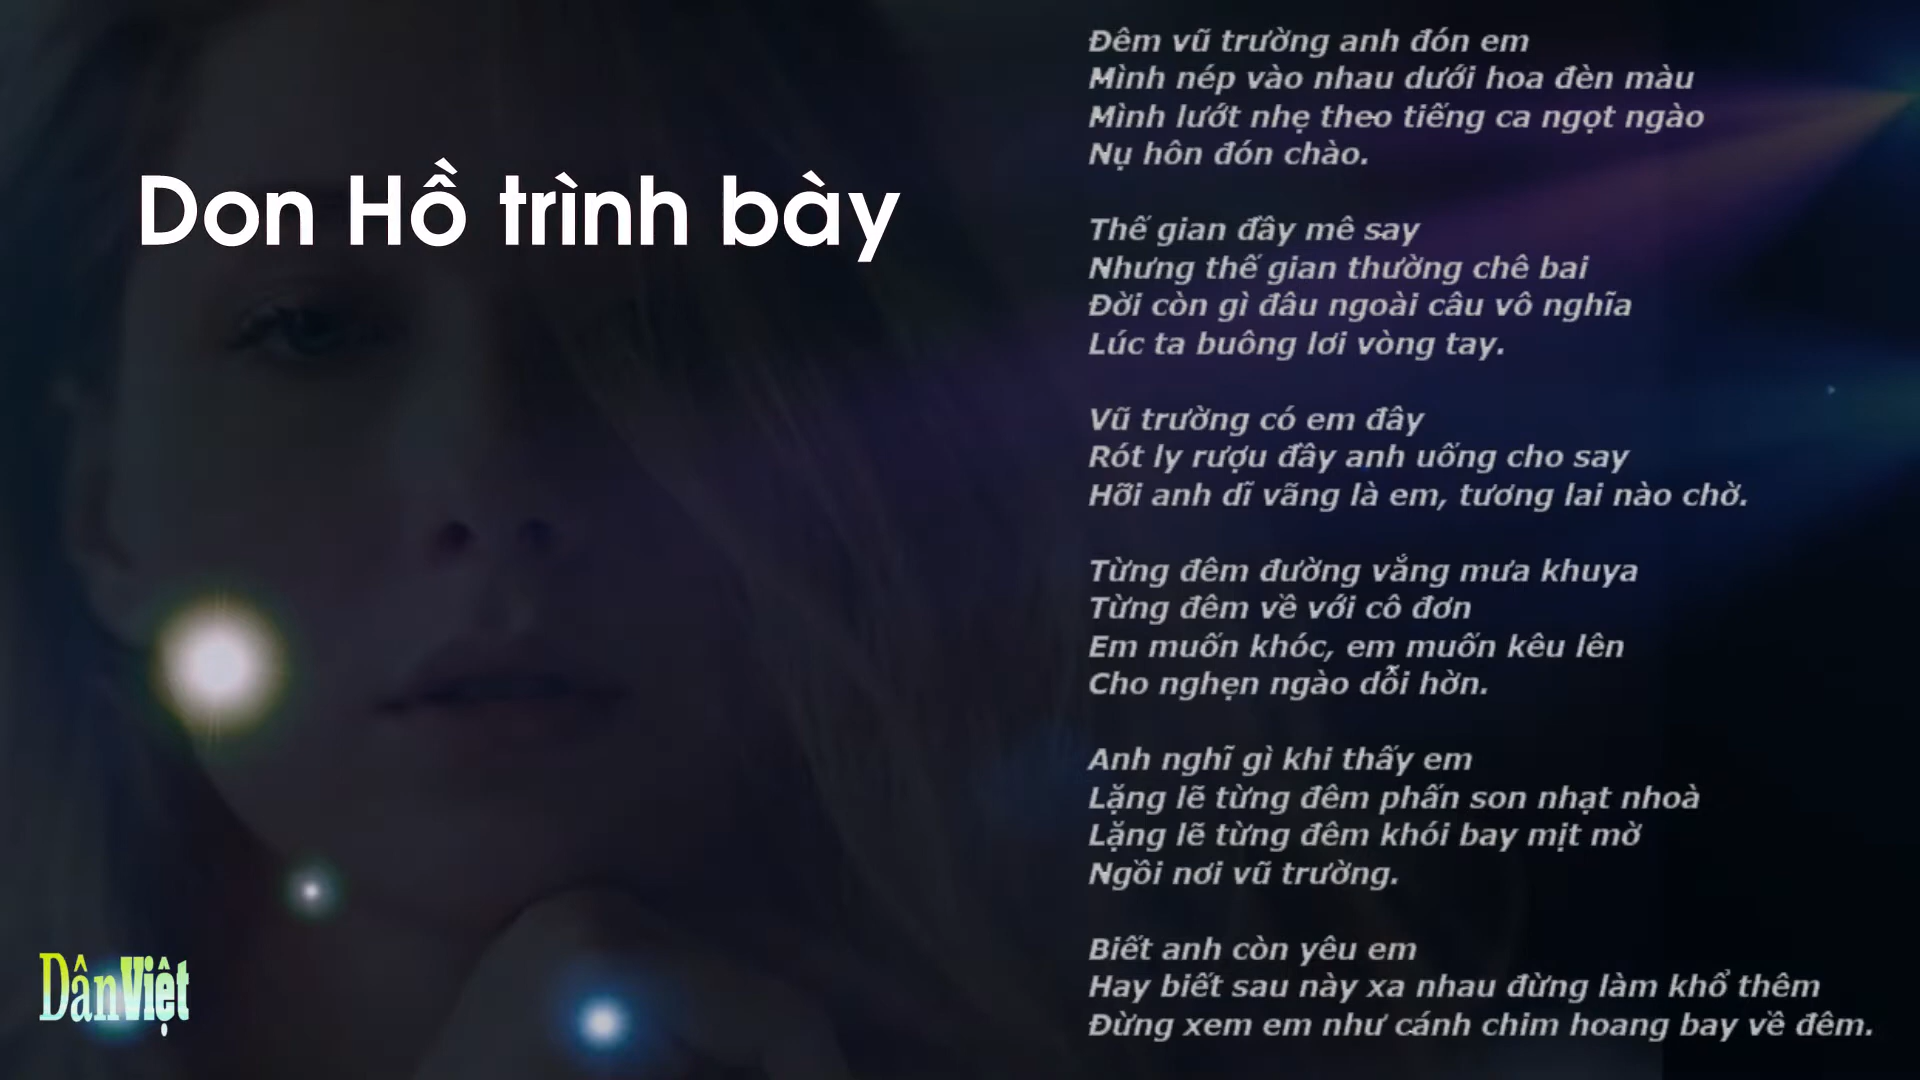 Don Hồ trình bày
Đêm vũ trường anh đón em
Mình nép vào nhau dưới hoa đèn màu
Mình lướt nhẹ theo tiếng ca ngọt ngào
Nụ hôn đón chào.
Thế gian đầy mê say
Nhưng thế gian thường chê bai
Đời còn gì đâu ngoài câu vô nghĩa
Lúc ta buông lơi vòng tay.
Vũ trường có em đây
Rót ly rượu đầy anh uống cho say
Hỡi anh dĩ vãng là em, tương lai nào chờ.
Từng đêm đường vắng mưa khuya
Từng đêm về với cô đơn
Em muốn khóc, em muốn kêu lên
Cho nghẹn ngào dỗi hờn.
Anh nghĩ gì khi thấy em
Lặng lẽ từng đêm phấn son nhạt nhoà
Lặng lẽ từng đêm khói bay mịt mờ
Ngồi nơi vũ trường.
Biết anh còn yêu em
Hay biết sau này xa nhau đừng làm khổ thêm
Đừng xem em như cánh chim hoang bay về đêm.
DânViệt